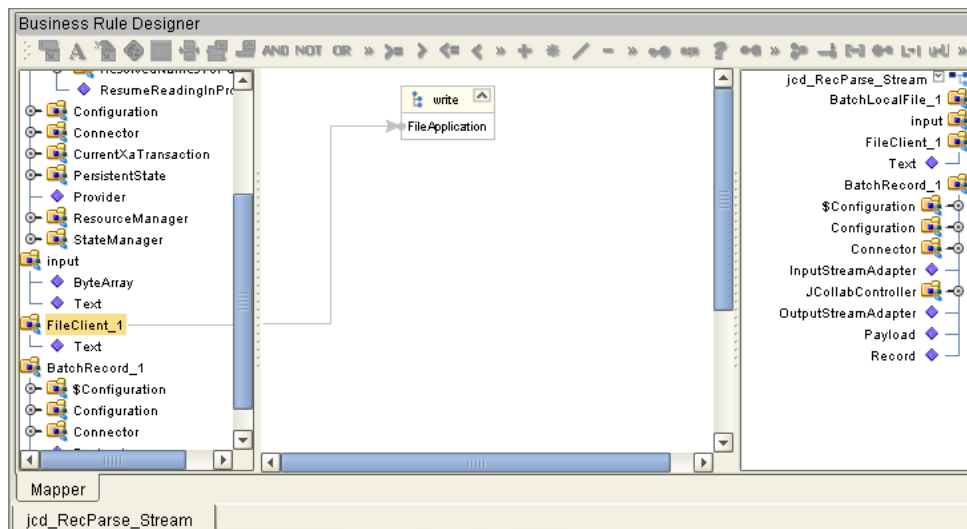 Business Rule Designer
AND NOT OR » >= > <= < » + * / - » ? » »
ResumeReadingInPro
Configuration
Connector
CurrentXaTransaction
PersistentState
Provider
ResourceManager
StateManager
input
ByteArray
Text
FileClient_1
Text
BatchRecord_1
$Configuration
Configuration
Connector
write
FileApplication
jcd_RecParse_Stream
BatchLocalFile_1
input
FileClient_1
Text
BatchRecord_1
$Configuration
Configuration
Connector
InputStreamAdapter
JCollabController
OutputStreamAdapter
Payload
Record
Mapper
jcd_RecParse_Stream